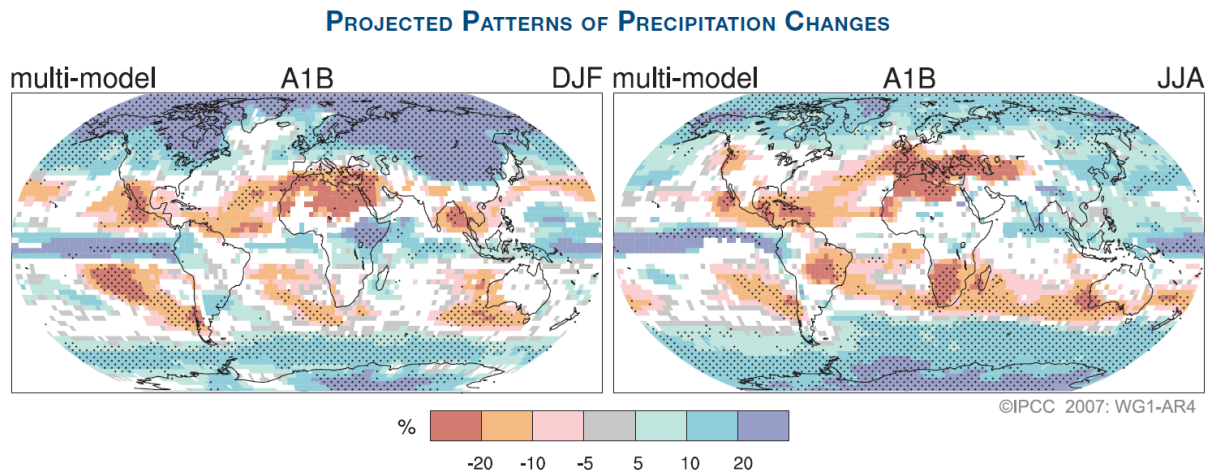 PROJECTED PATTERNS OF PRECIPITATION CHANGES
multi-model A1B DJF
multi-model A1B JJA
©IPCC 2007: WG1-AR4
%
-20 -10 -5 5 10 20